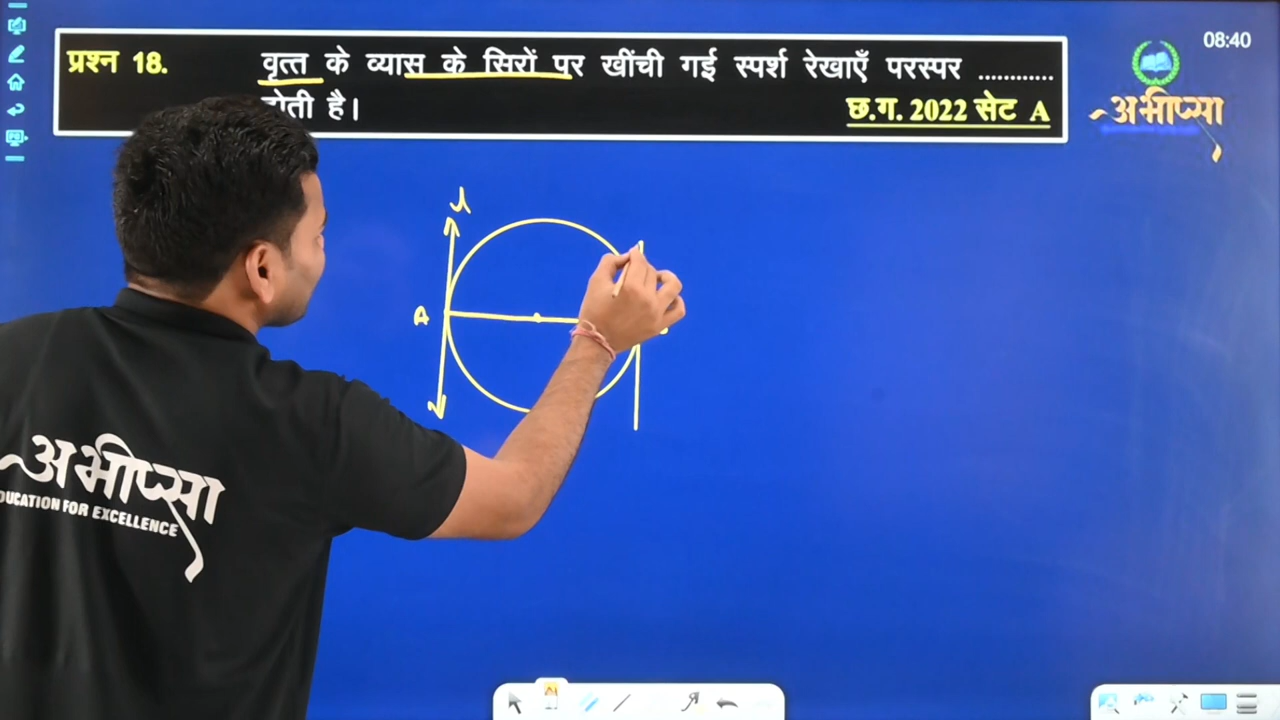 08:40
प्रश्न 18. वृत्त के व्यास के सिरों पर खींची गई स्पर्श रेखाएँ परस्पर ............
होती है। छ.ग. 2022 सेट A
अभीप्सा
A
अभीप्सा
EDUCATION FOR EXCELLENCE